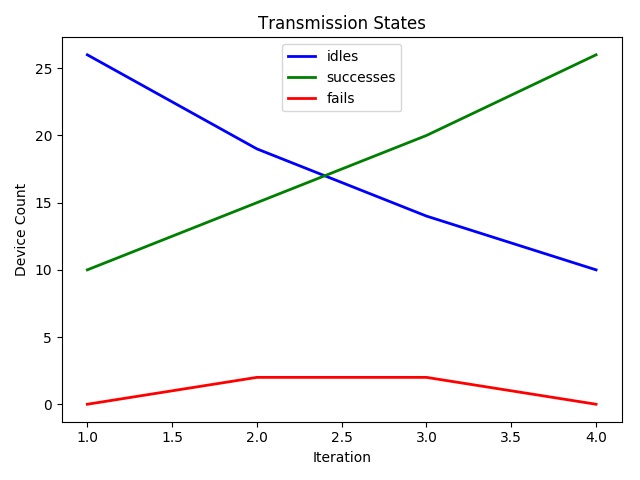 Transmission States
idles
successes
fails
Device Count
25
20
15
10
5
0
1.0 1.5 2.0 2.5 3.0 3.5 4.0
Iteration